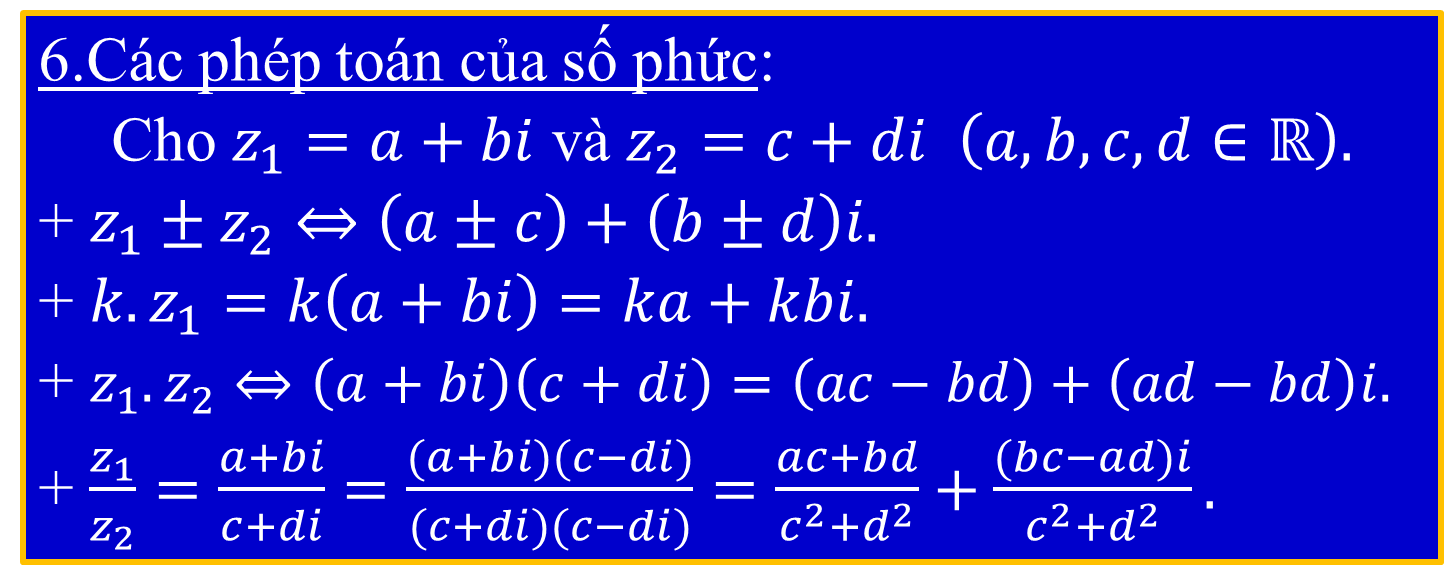 6.Các phép toán của số phức:
Cho z₁ = a + bi và z₂ = c + di (a, b, c, d ∈ ℝ).
+ z₁ ± z₂ ⇔ (a ± c) + (b ± d)i.
+ k. z₁ = k(a + bi) = ka + kbi.
+ z₁. z₂ ⇔ (a + bi)(c + di) = (ac − bd) + (ad − bd)i.
+ z₁/z₂ = (a+bi)/(c+di) = ((a+bi)(c−di))/((c+di)(c−di)) = (ac+bd)/(c²+d²) + ((bc−ad)i)/(c²+d²).